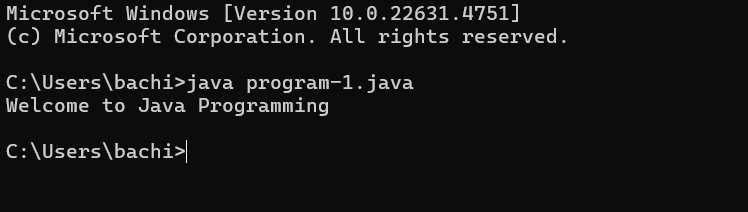 Microsoft Windows [Version 10.0.22631.4751]
(c) Microsoft Corporation. All rights reserved.
C:\Users\bachi>java program-1.java
Welcome to Java Programming
C:\Users\bachi>